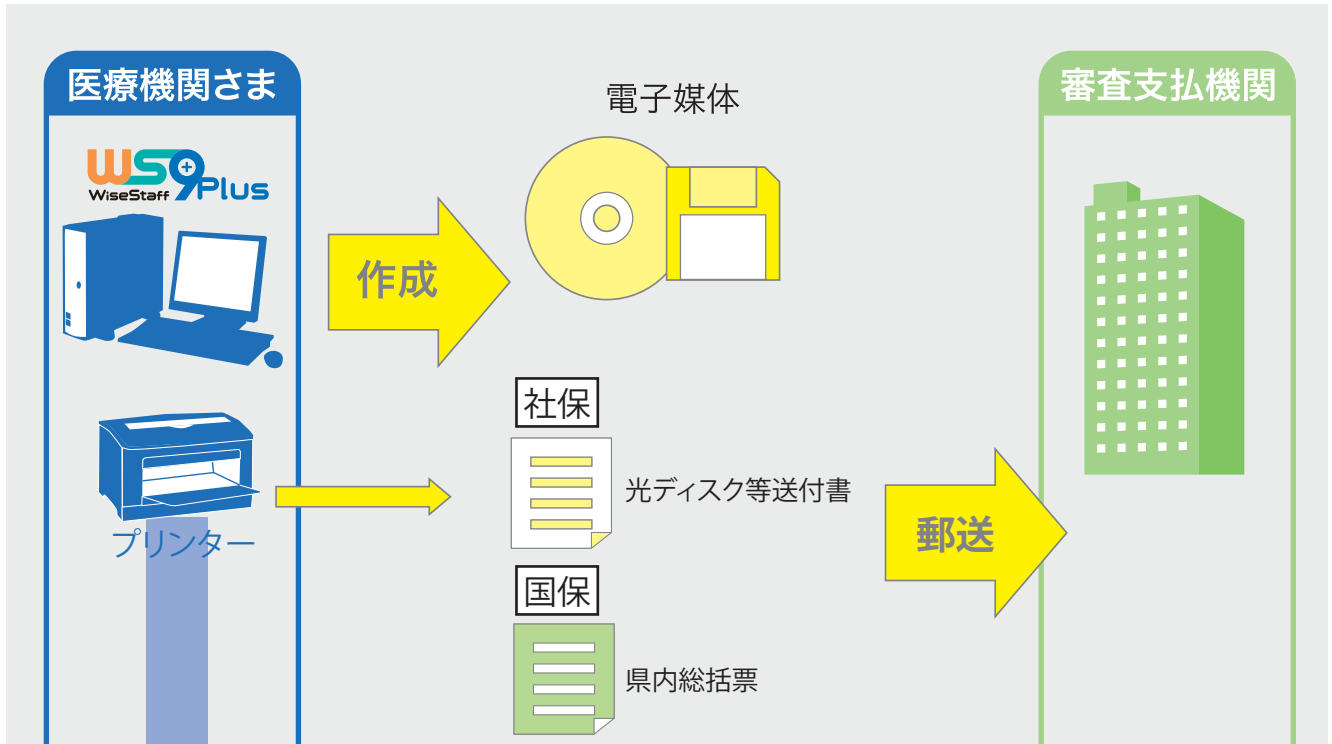 医療機関さま
WS9Plus
WiseStaff
プリンター
作成
電子媒体
社保
光ディスク等送付書
国保
県内総括票
郵送
審査支払機関